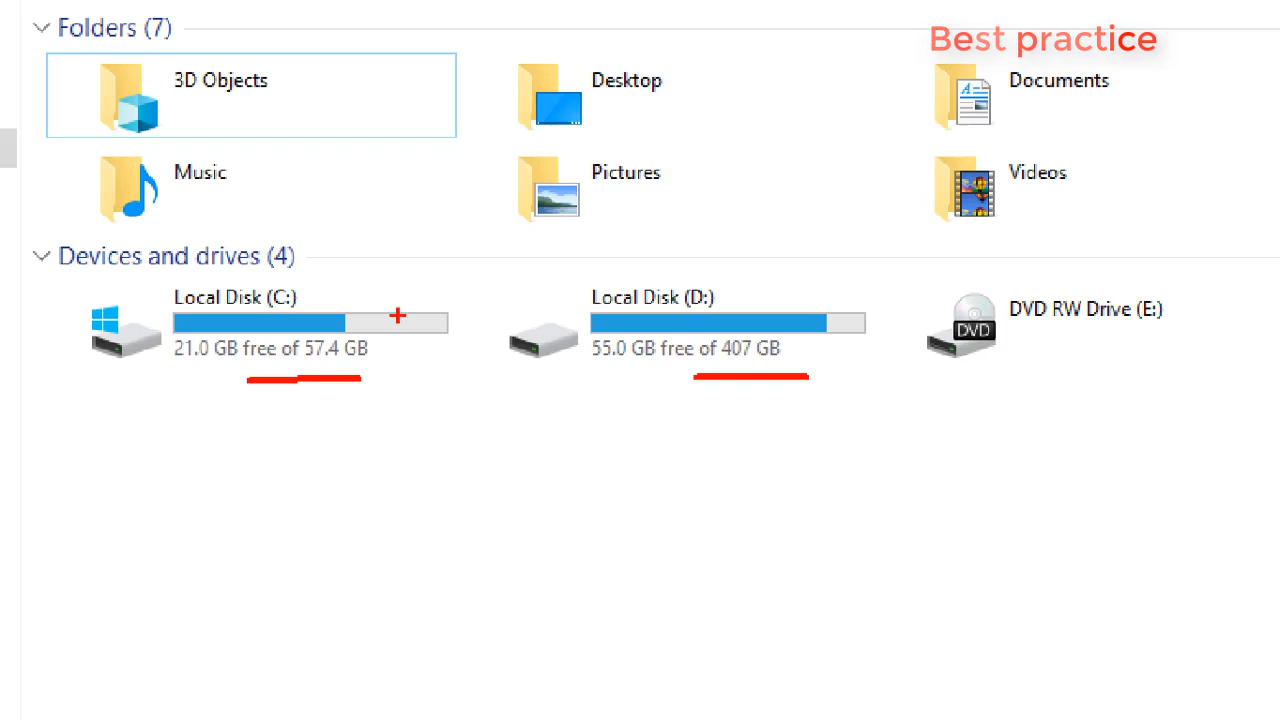 Folders (7)
Best practice
3D Objects
Desktop
Documents
Music
Pictures
Videos
Devices and drives (4)
Local Disk (C:)
21.0 GB free of 57.4 GB
Local Disk (D:)
55.0 GB free of 407 GB
DVD
DVD RW Drive (E:)